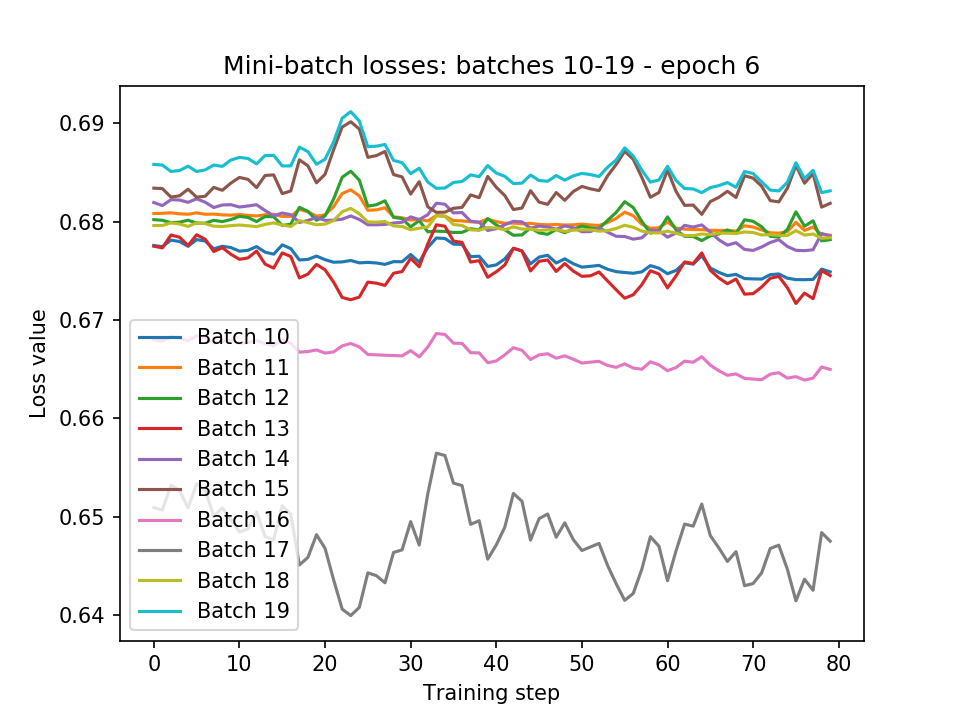 Mini-batch losses: batches 10-19 - epoch 6
0.69
0.68
0.67
0.66
0.65
0.64
Loss value
Batch 10
Batch 11
Batch 12
Batch 13
Batch 14
Batch 15
Batch 16
Batch 17
Batch 18
Batch 19
0 10 20 30 40 50 60 70 80
Training step